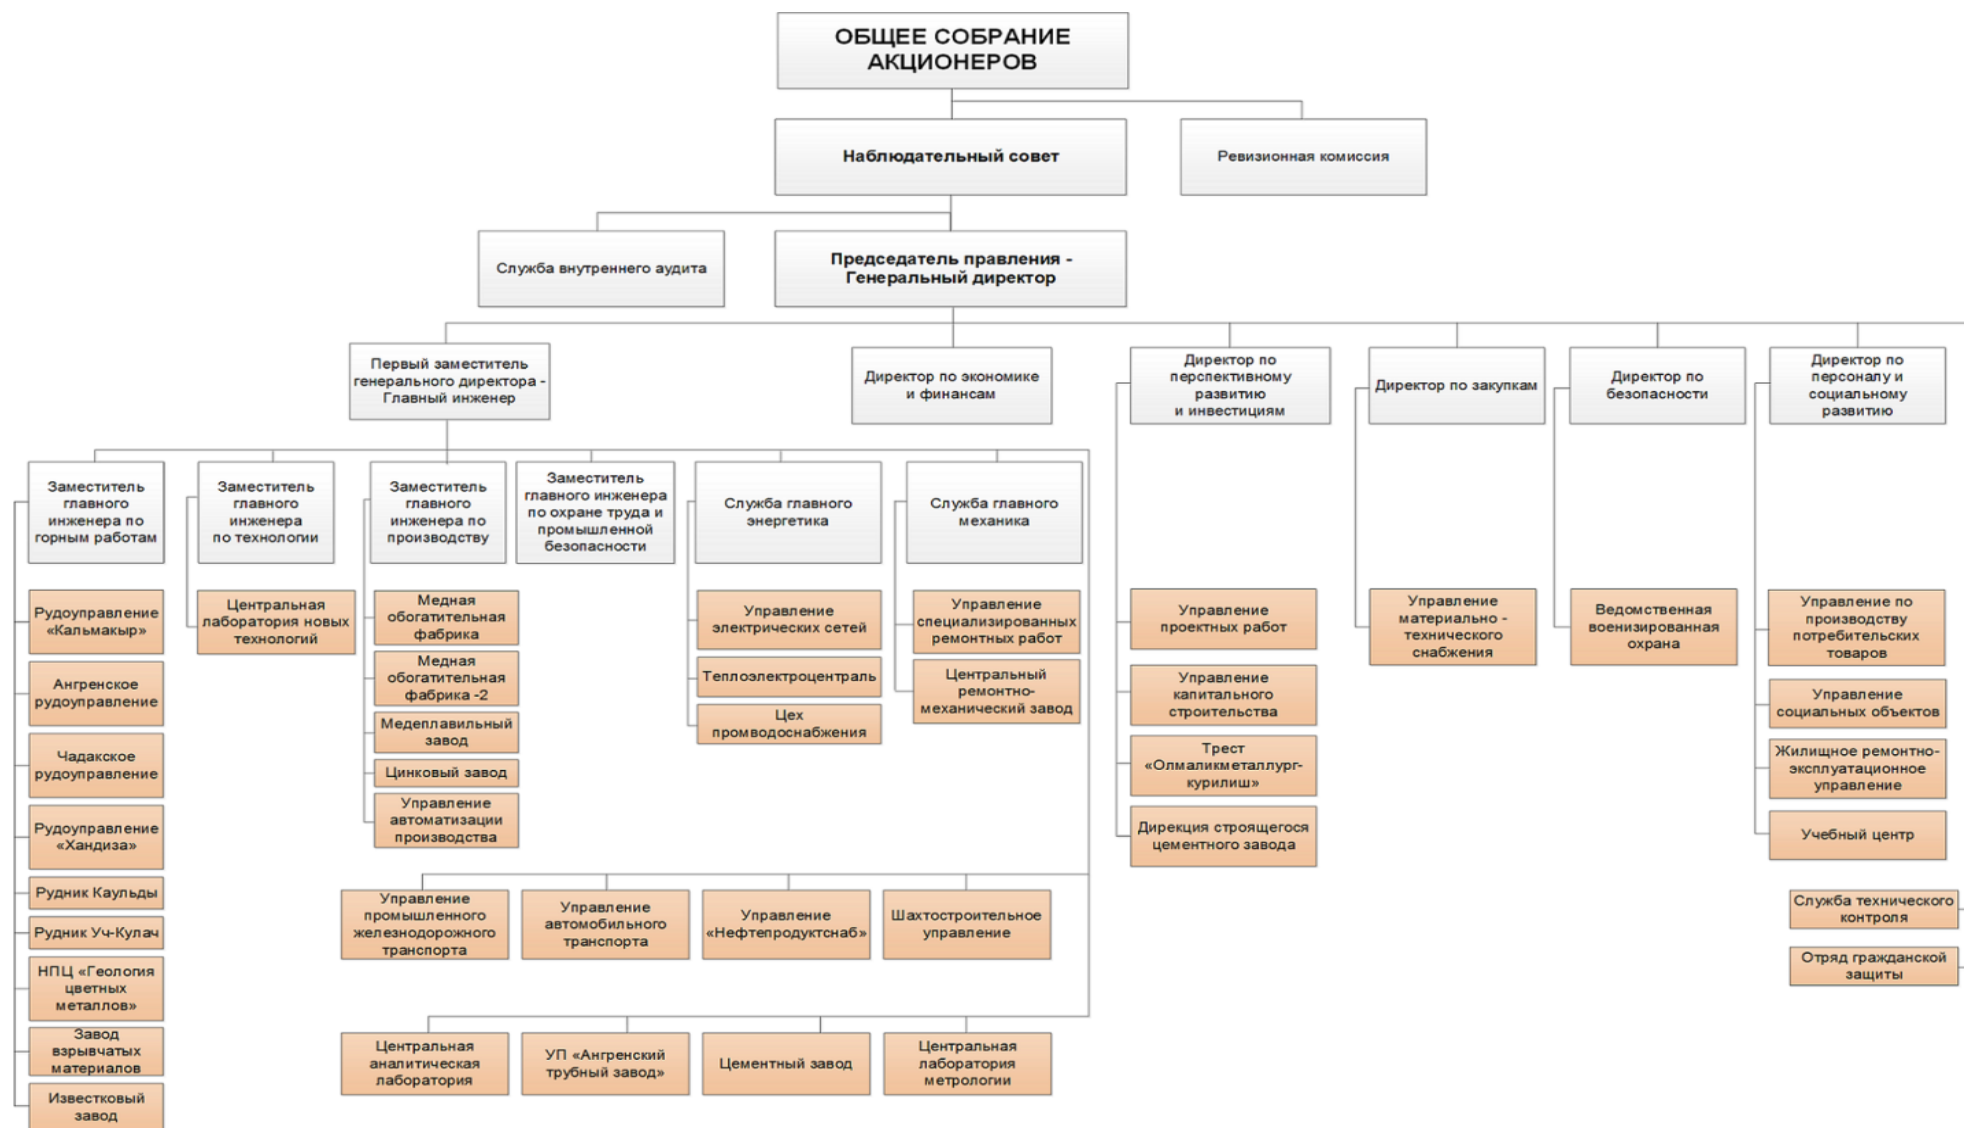 ОБЩЕЕ СОБРАНИЕ
АКЦИОНЕРОВ
Наблюдательный совет
Ревизионная комиссия
Служба внутреннего аудита
Председатель правления -
Генеральный директор
Первый заместитель
генерального директора -
Главный инженер
Директор по экономике
и финансам
Директор по
перспективному
развитию
и инвестициям
Директор по закупкам
Директор по
безопасности
Директор по
персоналу и
социальному
развитию
Заместитель
главного
инженера по
горным работам
Заместитель
главного
инженера
по технологии
Заместитель
главного
инженера по
производству
Заместитель
главного инженера
по охране труда и
промышленной
безопасности
Служба главного
энергетика
Служба главного
механика
Рудоуправление
«Кальмакыр»
Ангренское
рудоуправление
Чадакское
рудоуправление
Рудоуправление
«Хандиза»
Рудник Каульды
Рудник Уч-Кулач
НПЦ «Геология
цветных
металлов»
Завод
взрывчатых
материалов
Известковый
завод
Центральная
лаборатория новых
технологий
Медная
обогатительная
фабрика
Медная
обогатительная
фабрика -2
Медеплавильный
завод
Цинковый завод
Управление
автоматизации
производства
Управление
электрических сетей
Теплоэлектроцентраль
Цех
промводоснабжения
Управление
специализированных
ремонтных работ
Центральный
ремонтно-
механический завод
Управление
проектных работ
Управление
капитального
строительства
Трест
«Олмаликметаллург-
курилиш»
Дирекция строящегося
цементного завода
Управление
материально -
технического
снабжения
Ведомственная
военизированная
охрана
Управление по
производству
потребительских
товаров
Управление
социальных объектов
Жилищное ремонтно-
эксплуатационное
управление
Учебный центр
Служба технического
контроля
Отряд гражданской
защиты
Управление
промышленного
железнодорожного
транспорта
Управление
автомобильного
транспорта
Управление
«Нефтепродуктснаб»
Шахтостроительное
управление
Центральная
аналитическая
лаборатория
УП «Ангренский
трубный завод»
Цементный завод
Центральная
лаборатория
метрологии